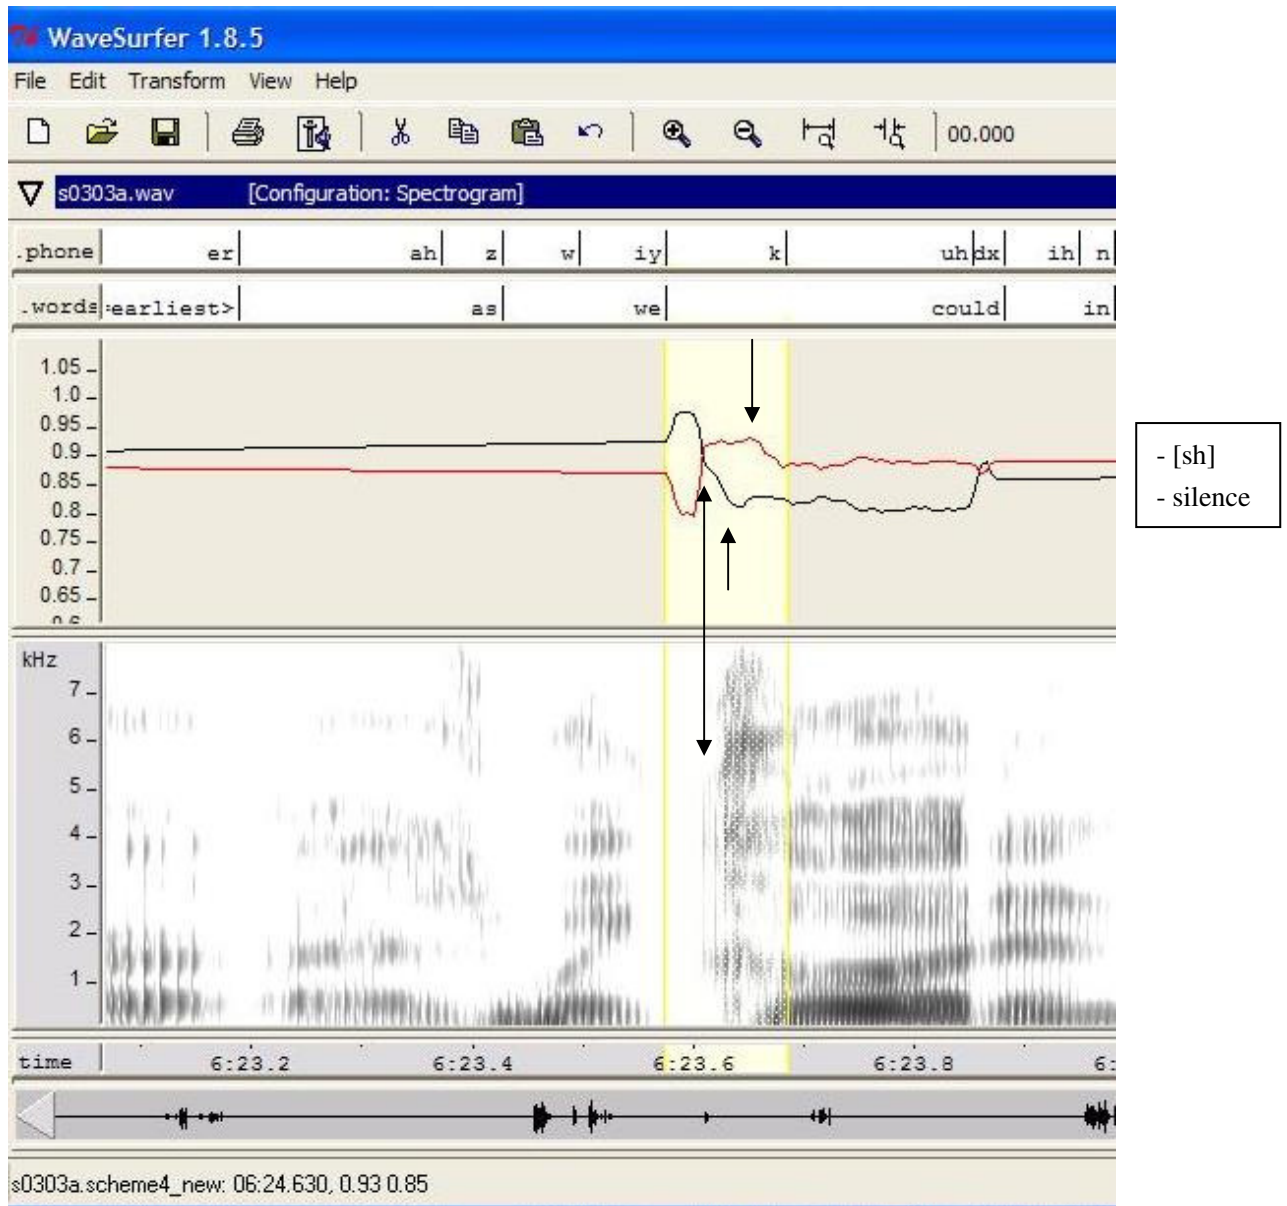 WaveSurfer 1.8.5
File Edit Transform View Help
00.000
s0303a.wav [Configuration: Spectrogram]
.phone er ah z w iy k uh dx ih n
.words <earliest> as we could in
1.05
1.0
0.95
0.9
0.85
0.8
0.75
0.7
0.65
0.6
- [sh]
- silence
kHz
7
6
5
4
3
2
1
time 6:23.2 6:23.4 6:23.6 6:23.8 6:
s0303a.scheme4_new: 06:24.630, 0.93 0.85